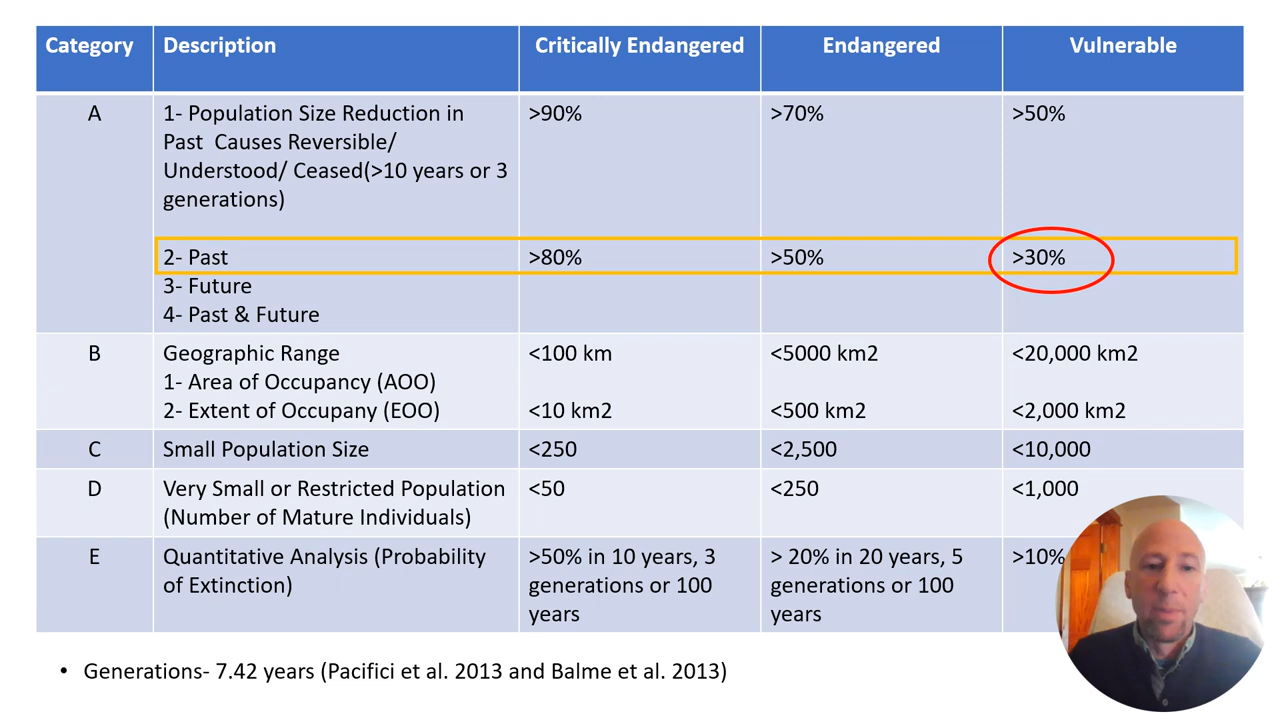 Category Description Critically Endangered Endangered Vulnerable
A 1- Population Size Reduction in >90% >70% >50%
Past  Causes Reversible/
Understood/ Ceased(>10 years or 3
generations)
2- Past >80% >50% >30%
3- Future
4- Past & Future
B Geographic Range <100 km <5000 km2 <20,000 km2
1- Area of Occupancy (AOO)
2- Extent of Occupany (EOO) <10 km2 <500 km2 <2,000 km2
C Small Population Size <250 <2,500 <10,000
D Very Small or Restricted Population <50 <250 <1,000
(Number of Mature Individuals)
E Quantitative Analysis (Probability >50% in 10 years, 3 > 20% in 20 years, 5 >10%
of Extinction) generations or 100 generations or 100
years years
• Generations- 7.42 years (Pacifici et al. 2013 and Balme et al. 2013)